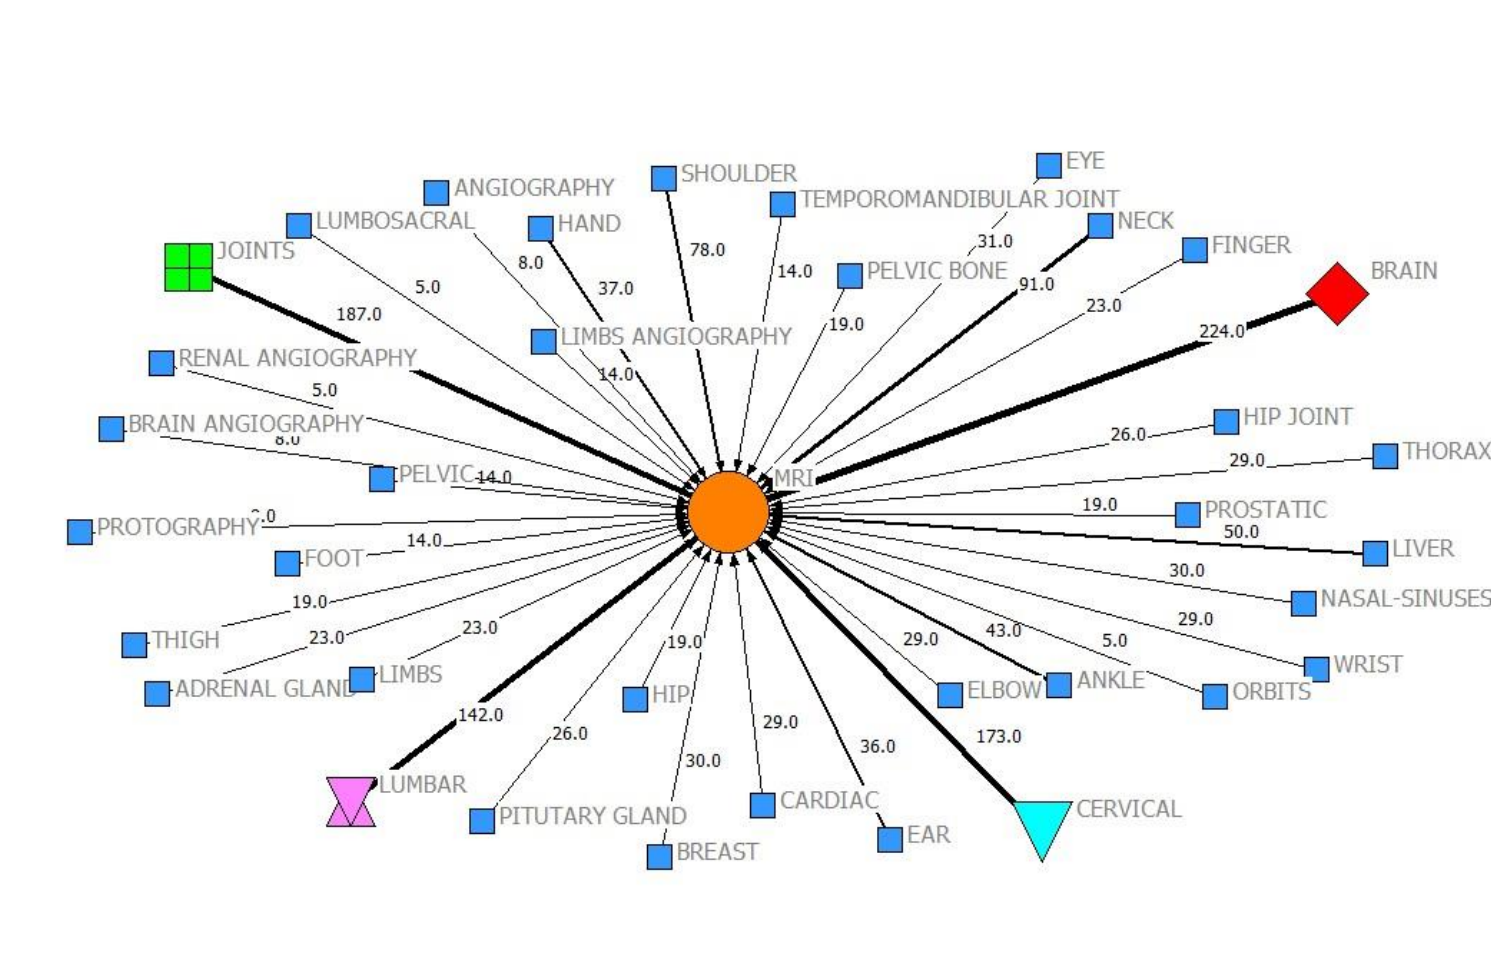 EYE
SHOULDER
ANGIOGRAPHY
TEMPOROMANDIBULAR JOINT
LUMBOSACRAL
HAND
NECK
31.0
FINGER
JOINTS
78.0
8.0
14.0
PELVIC BONE
BRAIN
5.0
37.0
91.0
23.0
187.0
19.0
224.0
LIMBS ANGIOGRAPHY
RENAL ANGIOGRAPHY
14.0
5.0
HIP JOINT
BRAIN ANGIOGRAPHY
26.0
8.0
THORAX
29.0
PELVIC
14.0
MRI
19.0
PROSTATIC
PROTOGRAPHY
50.0
14.0
LIVER
FOOT
30.0
19.0
NASAL-SINUSES
29.0
23.0
23.0
43.0
THIGH
19.0
29.0
5.0
WRIST
LIMBS
ADRENAL GLAND
HIP
ELBOW
ANKLE
ORBITS
142.0
26.0
29.0
173.0
36.0
30.0
LUMBAR
CARDIAC
CERVICAL
PITUTARY GLAND
EAR
BREAST